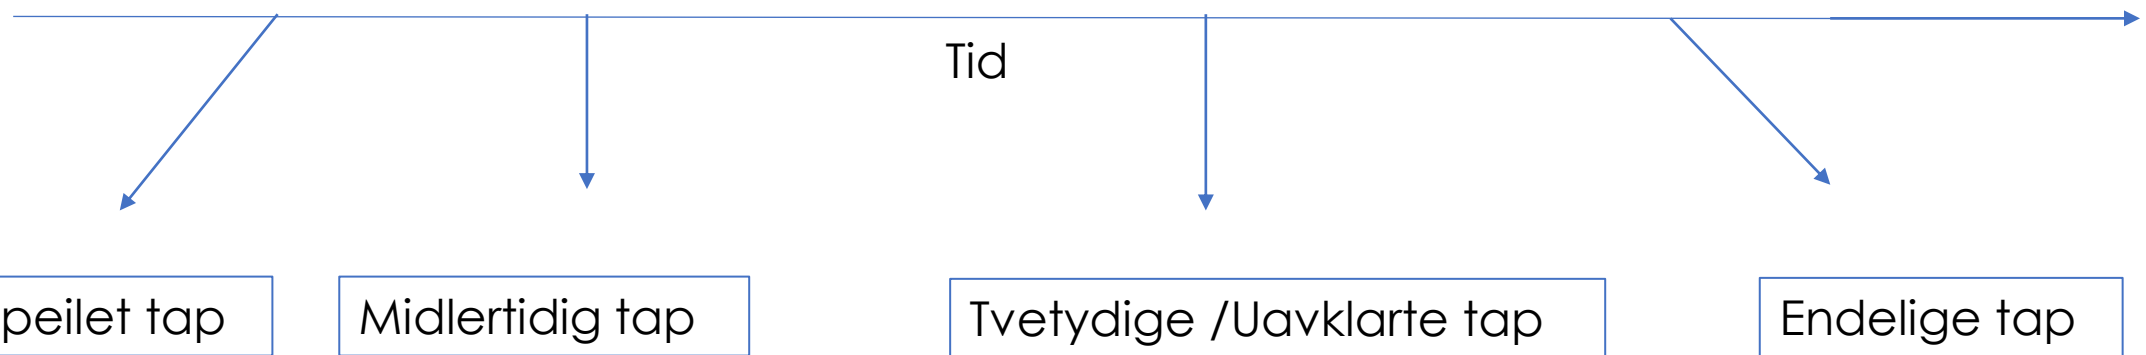 Tid
peilet tap
Midlertidig tap
Tvetydige /Uavklarte tap
Endelige tap